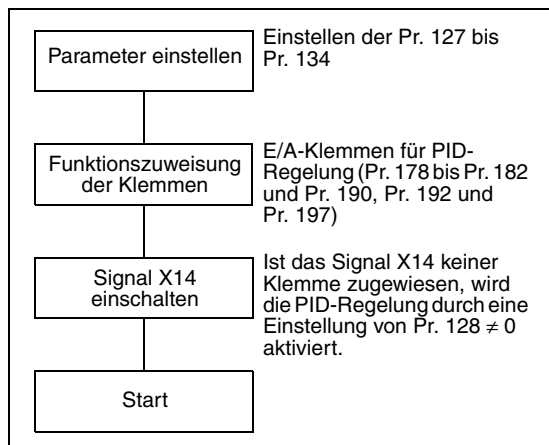 Parameter einstellen
Einstellen der Pr. 127 bis
Pr. 134
Funktionszuweisung
der Klemmen
E/A-Klemmen für PID-
Regelung (Pr. 178 bis Pr. 182
und Pr. 190, Pr. 192 und
Pr. 197)
Signal X14
einschalten
Ist das Signal X14 keiner
Klemme zugewiesen, wird
die PID-Regelung durch eine
Einstellung von Pr. 128 ≠ 0
aktiviert.
Start